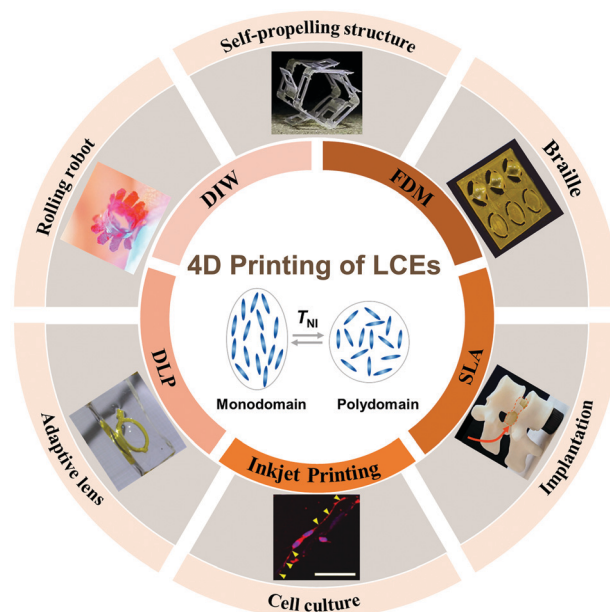 Self-propelling structure
Rolling robot
Braille
DIW
FDM
4D Printing of LCEs
T_NI
Monodomain
Polydomain
DLP
SLA
Inkjet Printing
Adaptive lens
Implantation
Cell culture